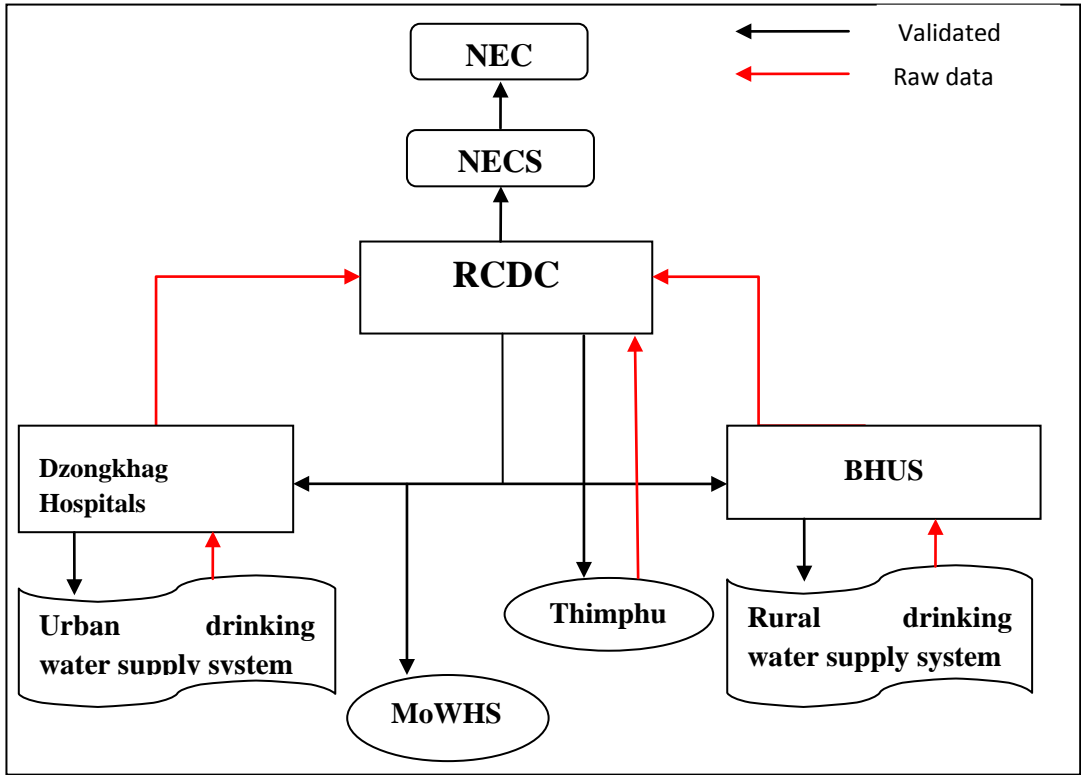 Validated
Raw data
NEC
NECS
RCDC
Dzongkhag
Hospitals
BHUS
Urban drinking
water supply system
Thimphu
Rural drinking
water supply system
MoWHS